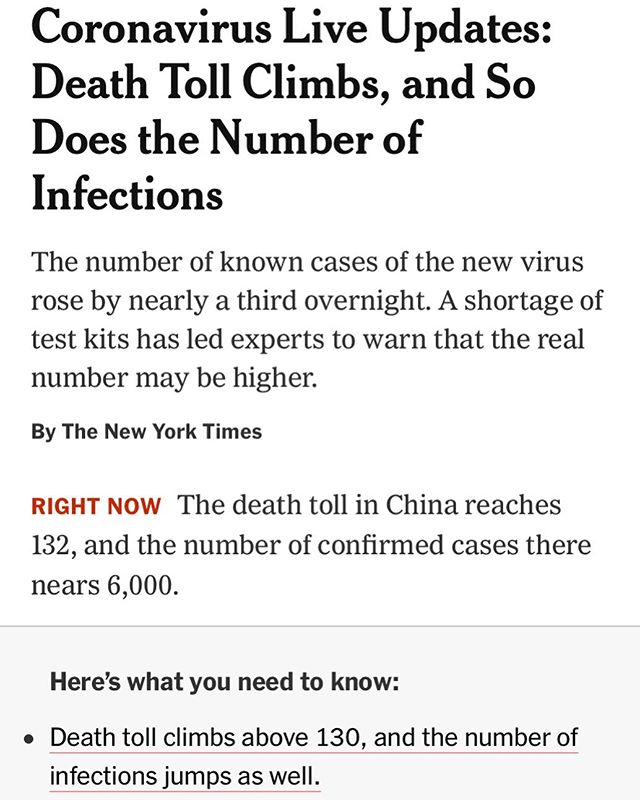 Coronavirus Live Updates:
Death Toll Climbs, and So
Does the Number of
Infections
The number of known cases of the new virus
rose by nearly a third overnight. A shortage of
test kits has led experts to warn that the real
number may be higher.
By The New York Times
RIGHT NOW The death toll in China reaches
132, and the number of confirmed cases there
nears 6,000.
Here’s what you need to know:
• Death toll climbs above 130, and the number of
infections jumps as well.